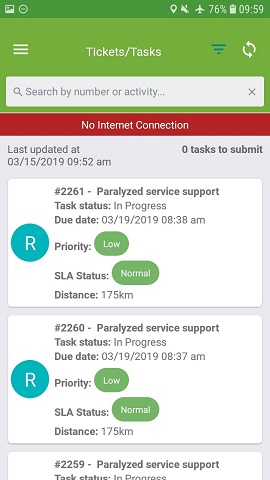 76% 09:59
Tickets/Tasks
Search by number or activity...
No Internet Connection
Last updated at
03/15/2019 09:52 am
0 tasks to submit
#2261 - Paralyzed service support
Task status: In Progress
Due date: 03/19/2019 08:38 am
R
Priority: Low
SLA Status: Normal
Distance: 175km
#2260 - Paralyzed service support
Task status: In Progress
Due date: 03/19/2019 08:37 am
R
Priority: Low
SLA Status: Normal
Distance: 175km
#2259 - Paralyzed service support
Task status: In Progress